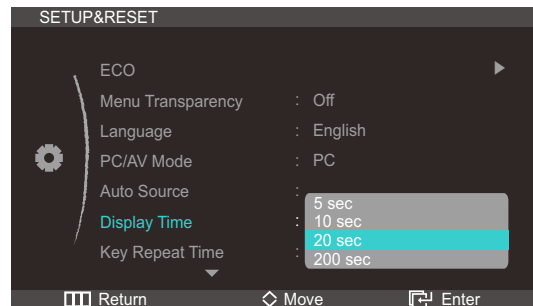 SETUP&RESET
ECO
Menu Transparency : Off
Language : English
PC/AV Mode : PC
Auto Source :
Display Time :
Key Repeat Time :
5 sec
10 sec
20 sec
200 sec
Return Move Enter